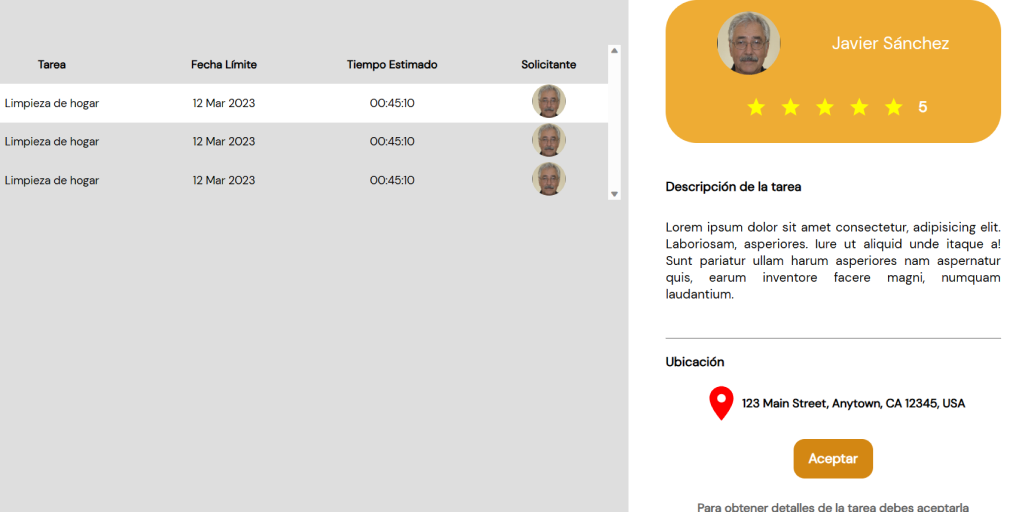 Tarea Fecha Límite Tiempo Estimado Solicitante
Limpieza de hogar 12 Mar 2023 00:45:10
Limpieza de hogar 12 Mar 2023 00:45:10
Limpieza de hogar 12 Mar 2023 00:45:10
Javier Sánchez
5
Descripción de la tarea
Lorem ipsum dolor sit amet consectetur, adipisicing elit.
Laboriosam, asperiores. Iure ut aliquid unde itaque a!
Sunt pariatur ullam harum asperiores nam aspernatur
quis, earum inventore facere magni, numquam
laudantium.
Ubicación
123 Main Street, Anytown, CA 12345, USA
Aceptar
Para obtener detalles de la tarea debes aceptarla